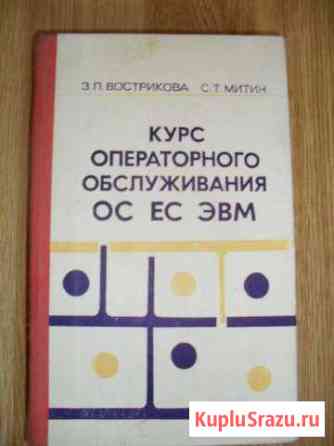 З. П. ВОСТРИКОВА С. Т. МИТИН
КУРС
ОПЕРАТОРНОГО
ОБСЛУЖИВАНИЯ
ОС ЕС ЭВМ
KupluSrazu.ru